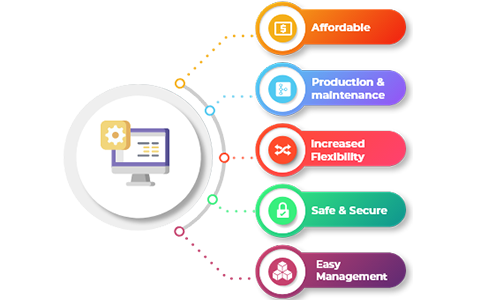 Affordable
Production &
maintenance
Increased
Flexibility
Safe & Secure
Easy
Management